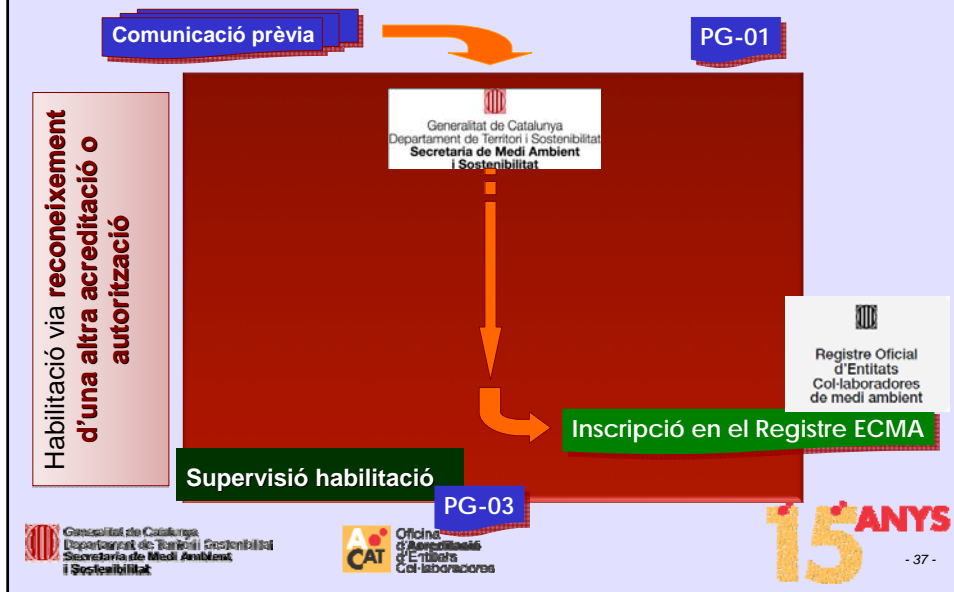 Comunicació prèvia
PG-01
Generalitat de Catalunya
Departament de Territori i Sostenibilitat
Secretaria de Medi Ambient
i Sostenibilitat
Habilitació via reconeixement
d'una altra acreditació o
autorització
Registre Oficial
d'Entitats
Col·laboradores
de medi ambient
Inscripció en el Registre ECMA
Supervisió habilitació
PG-03
Generalitat de Catalunya
Departament de Territori i Sostenibilitat
Secretaria de Medi Ambient
i Sostenibilitat
A
CAT
Oficina
d'Acreditació
d'Entitats
Col·laboradores
15 ANYS
- 37 -